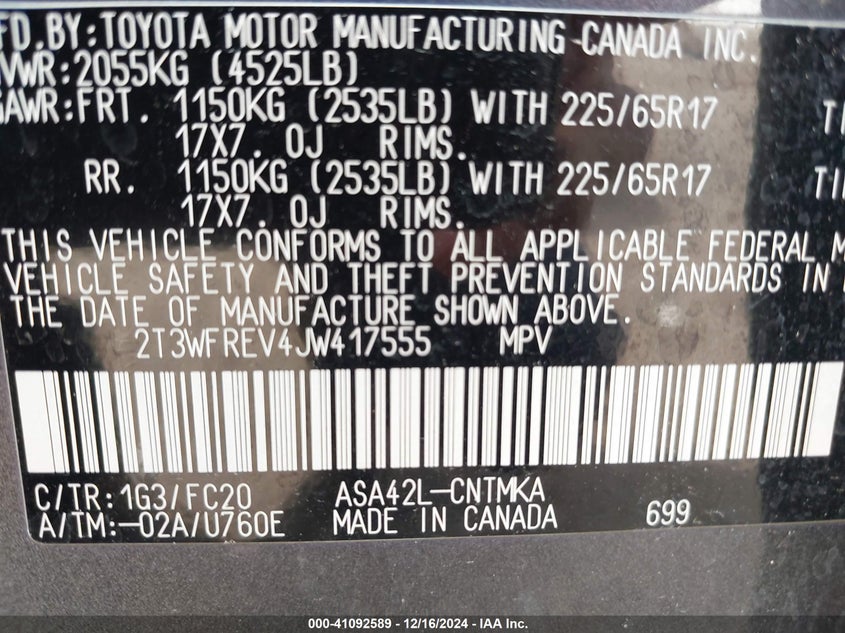 FD. BY: TOYOTA MOTOR MANUFACTURING CANADA INC.
VWR: 2055KG (4525LB)
GAWR: FRT. 1150KG (2535LB) WITH 225/65R17 TI
17X7. 0J RIMS.
RR. 1150KG (2535LB) WITH 225/65R17 TI
17X7. 0J RIMS.
THIS VEHICLE CONFORMS TO ALL APPLICABLE FEDERAL M
VEHICLE SAFETY AND THEFT PREVENTION STANDARDS IN
THE DATE OF MANUFACTURE SHOWN ABOVE.
2T3WFREV4JW417555 MPV
C/TR: 1G3/FC20 ASA42L-CNTMKA
A/TM: -02A/U760E MADE IN CANADA 699
000-41092589 - 12/16/2024 - IAA Inc.